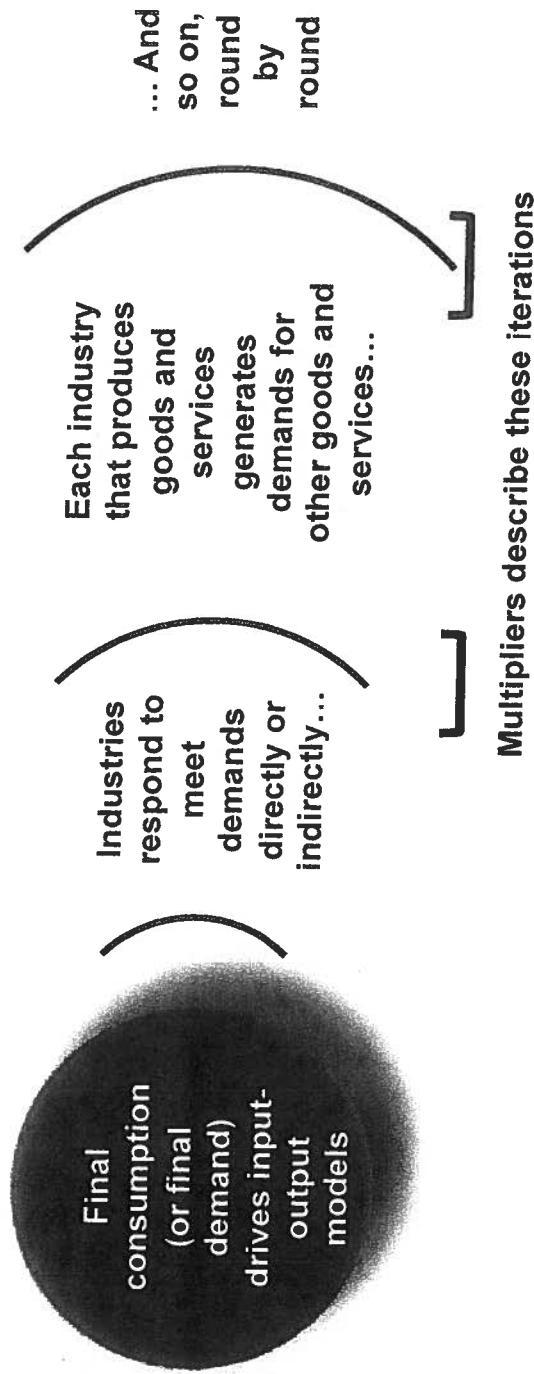 Final
consumption
(or final
demand)
drives input-
output
models
Industries
respond to
meet
demands
directly or
indirectly...
Each industry
that produces
goods and
services
generates
demands for
other goods and
services...
... And
so on,
round
by
round
Multipliers describe these iterations